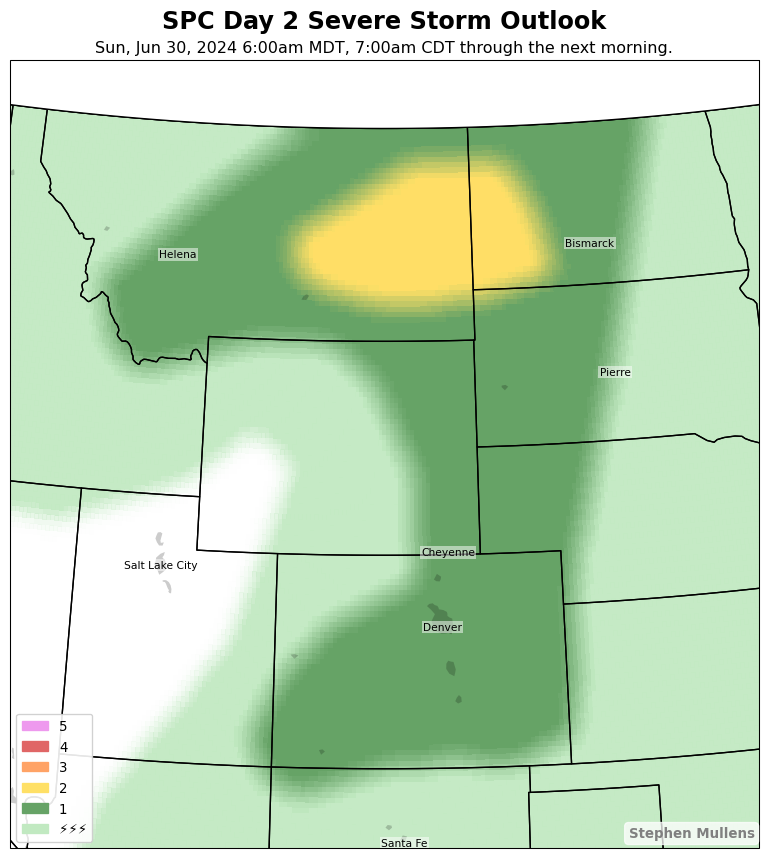 SPC Day 2 Severe Storm Outlook
Sun, Jun 30, 2024 6:00am MDT, 7:00am CDT through the next morning.
Helena
Bismarck
Pierre
Cheyenne
Salt Lake City
Denver
5
4
3
2
1
⚡⚡⚡
Stephen Mullens
Santa Fe